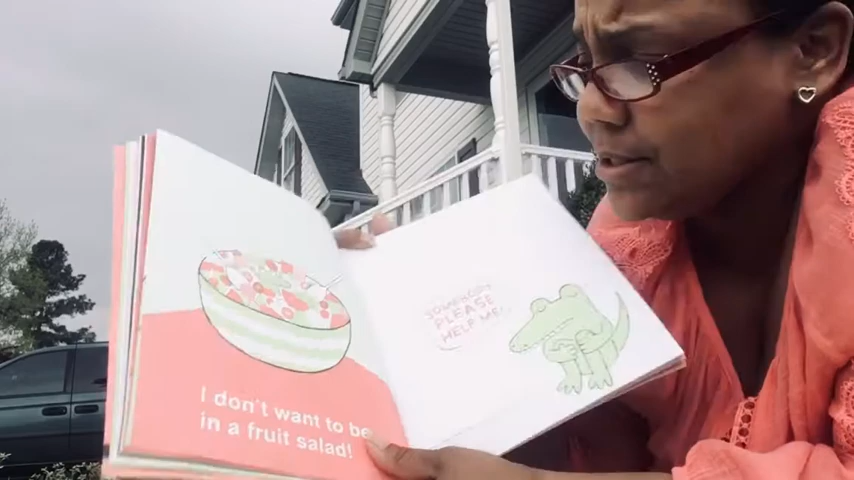 I don't want to be
in a fruit salad!
SOMEBODY
PLEASE
HELP ME!